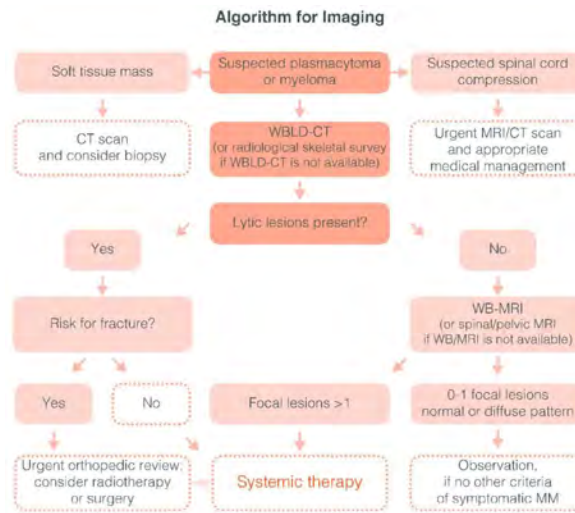 Algorithm for Imaging
Soft tissue mass
Suspected plasmacytoma
or myeloma
Suspected spinal cord
compression
CT scan
and consider biopsy
WBLD-CT
(or radiological skeletal survey
if WBLD-CT is not available)
Urgent MRI/CT scan
and appropriate
medical management
Lytic lesions present?
Yes
No
Risk for fracture?
WB-MRI
(or spinal/pelvic MRI
if WB/MRI is not available)
Yes
No
Focal lesions >1
0-1 focal lesions
normal or diffuse pattern
Urgent orthopedic review;
consider radiotherapy
or surgery
Systemic therapy
Observation,
if no other criteria
of symptomatic MM